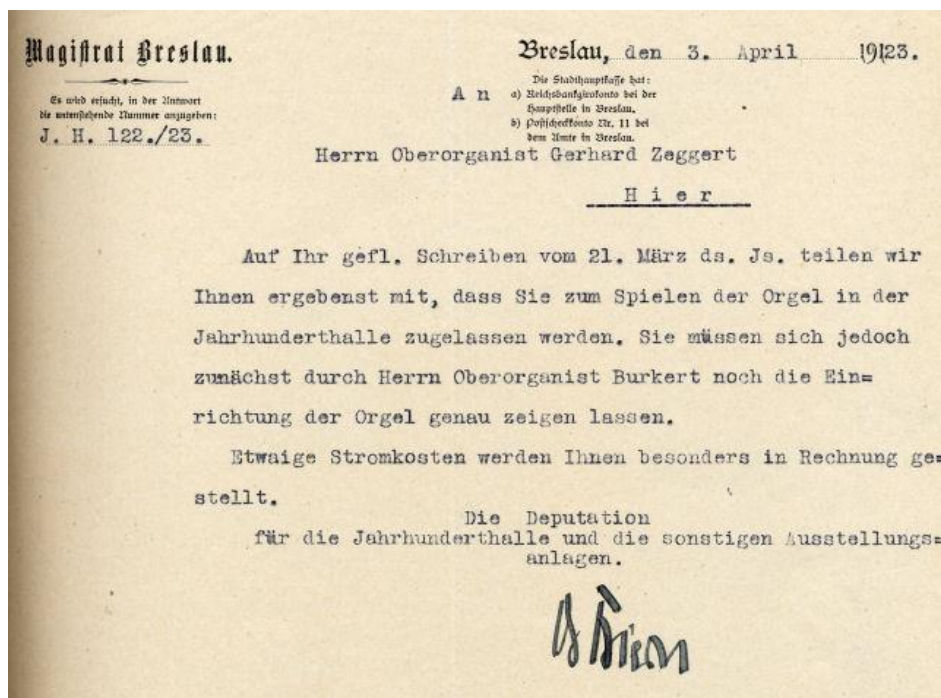 Magistrat Breslau.
Breslau, den 3. April 19123.
Es wird ersucht, in der Antwort
die untenstehende Nummer anzugeben:
J. H. 122./23.
Die Stadthauptkasse hat:
a) Reichsbankgirokonto bei der
Hauptstelle in Breslau.
b) Postscheckkonto Nr. 11 bei
dem Amte in Breslau.
An
Herrn Oberorganist Gerhard Zeggert
Hier
Auf Ihr gefl. Schreiben vom 21. März ds. Js. teilen wir
Ihnen ergebenst mit, dass Sie zum Spielen der Orgel in der
Jahrhunderthalle zugelassen werden. Sie müssen sich jedoch
zunächst durch Herrn Oberorganist Burkert noch die Ein=
richtung der Orgel genau zeigen lassen.
Etwaige Stromkosten werden Ihnen besonders in Rechnung ge=
stellt.
Die Deputation
für die Jahrhunderthalle und die sonstigen Ausstellungs=
anlagen.